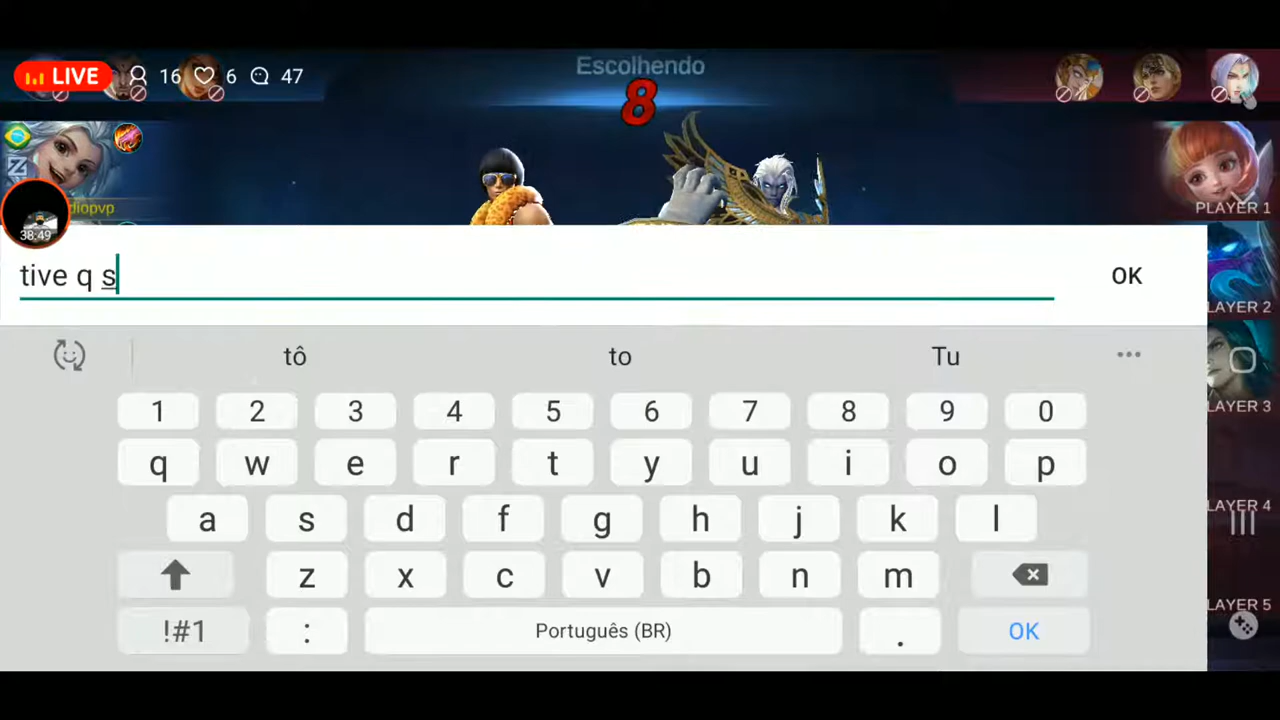 LIVE 16 6 47
Escolhendo
8
diopvp
PLAYER 1
38:49
tive q s
OK
LAYER 2
tô to Tu
1 2 3 4 5 6 7 8 9 0
LAYER 3
q w e r t y u i o p
a s d f g h j k l
LAYER 4
z x c v b n m
LAYER 5
!#1 : Português (BR) . OK